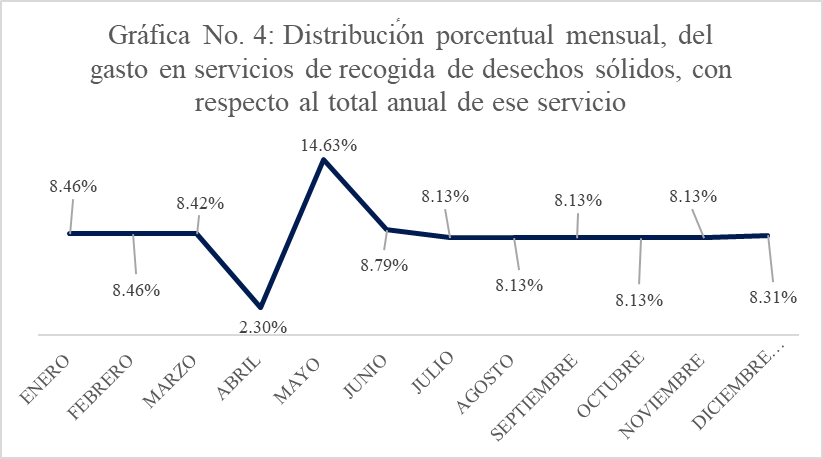 Gráfica No. 4: Distribución porcentual mensual, del
gasto en servicios de recogida de desechos sólidos, con
respecto al total anual de ese servicio
14.63%
8.46%
8.42%
8.13%
8.13%
8.13%
8.46%
2.30%
8.79%
8.13%
8.13%
8.31%
ENERO
FEBRERO
MARZO
ABRIL
MAYO
JUNIO
JULIO
AGOSTO
SEPTIEMBRE
OCTUBRE
NOVIEMBRE
DICIEMBRE…